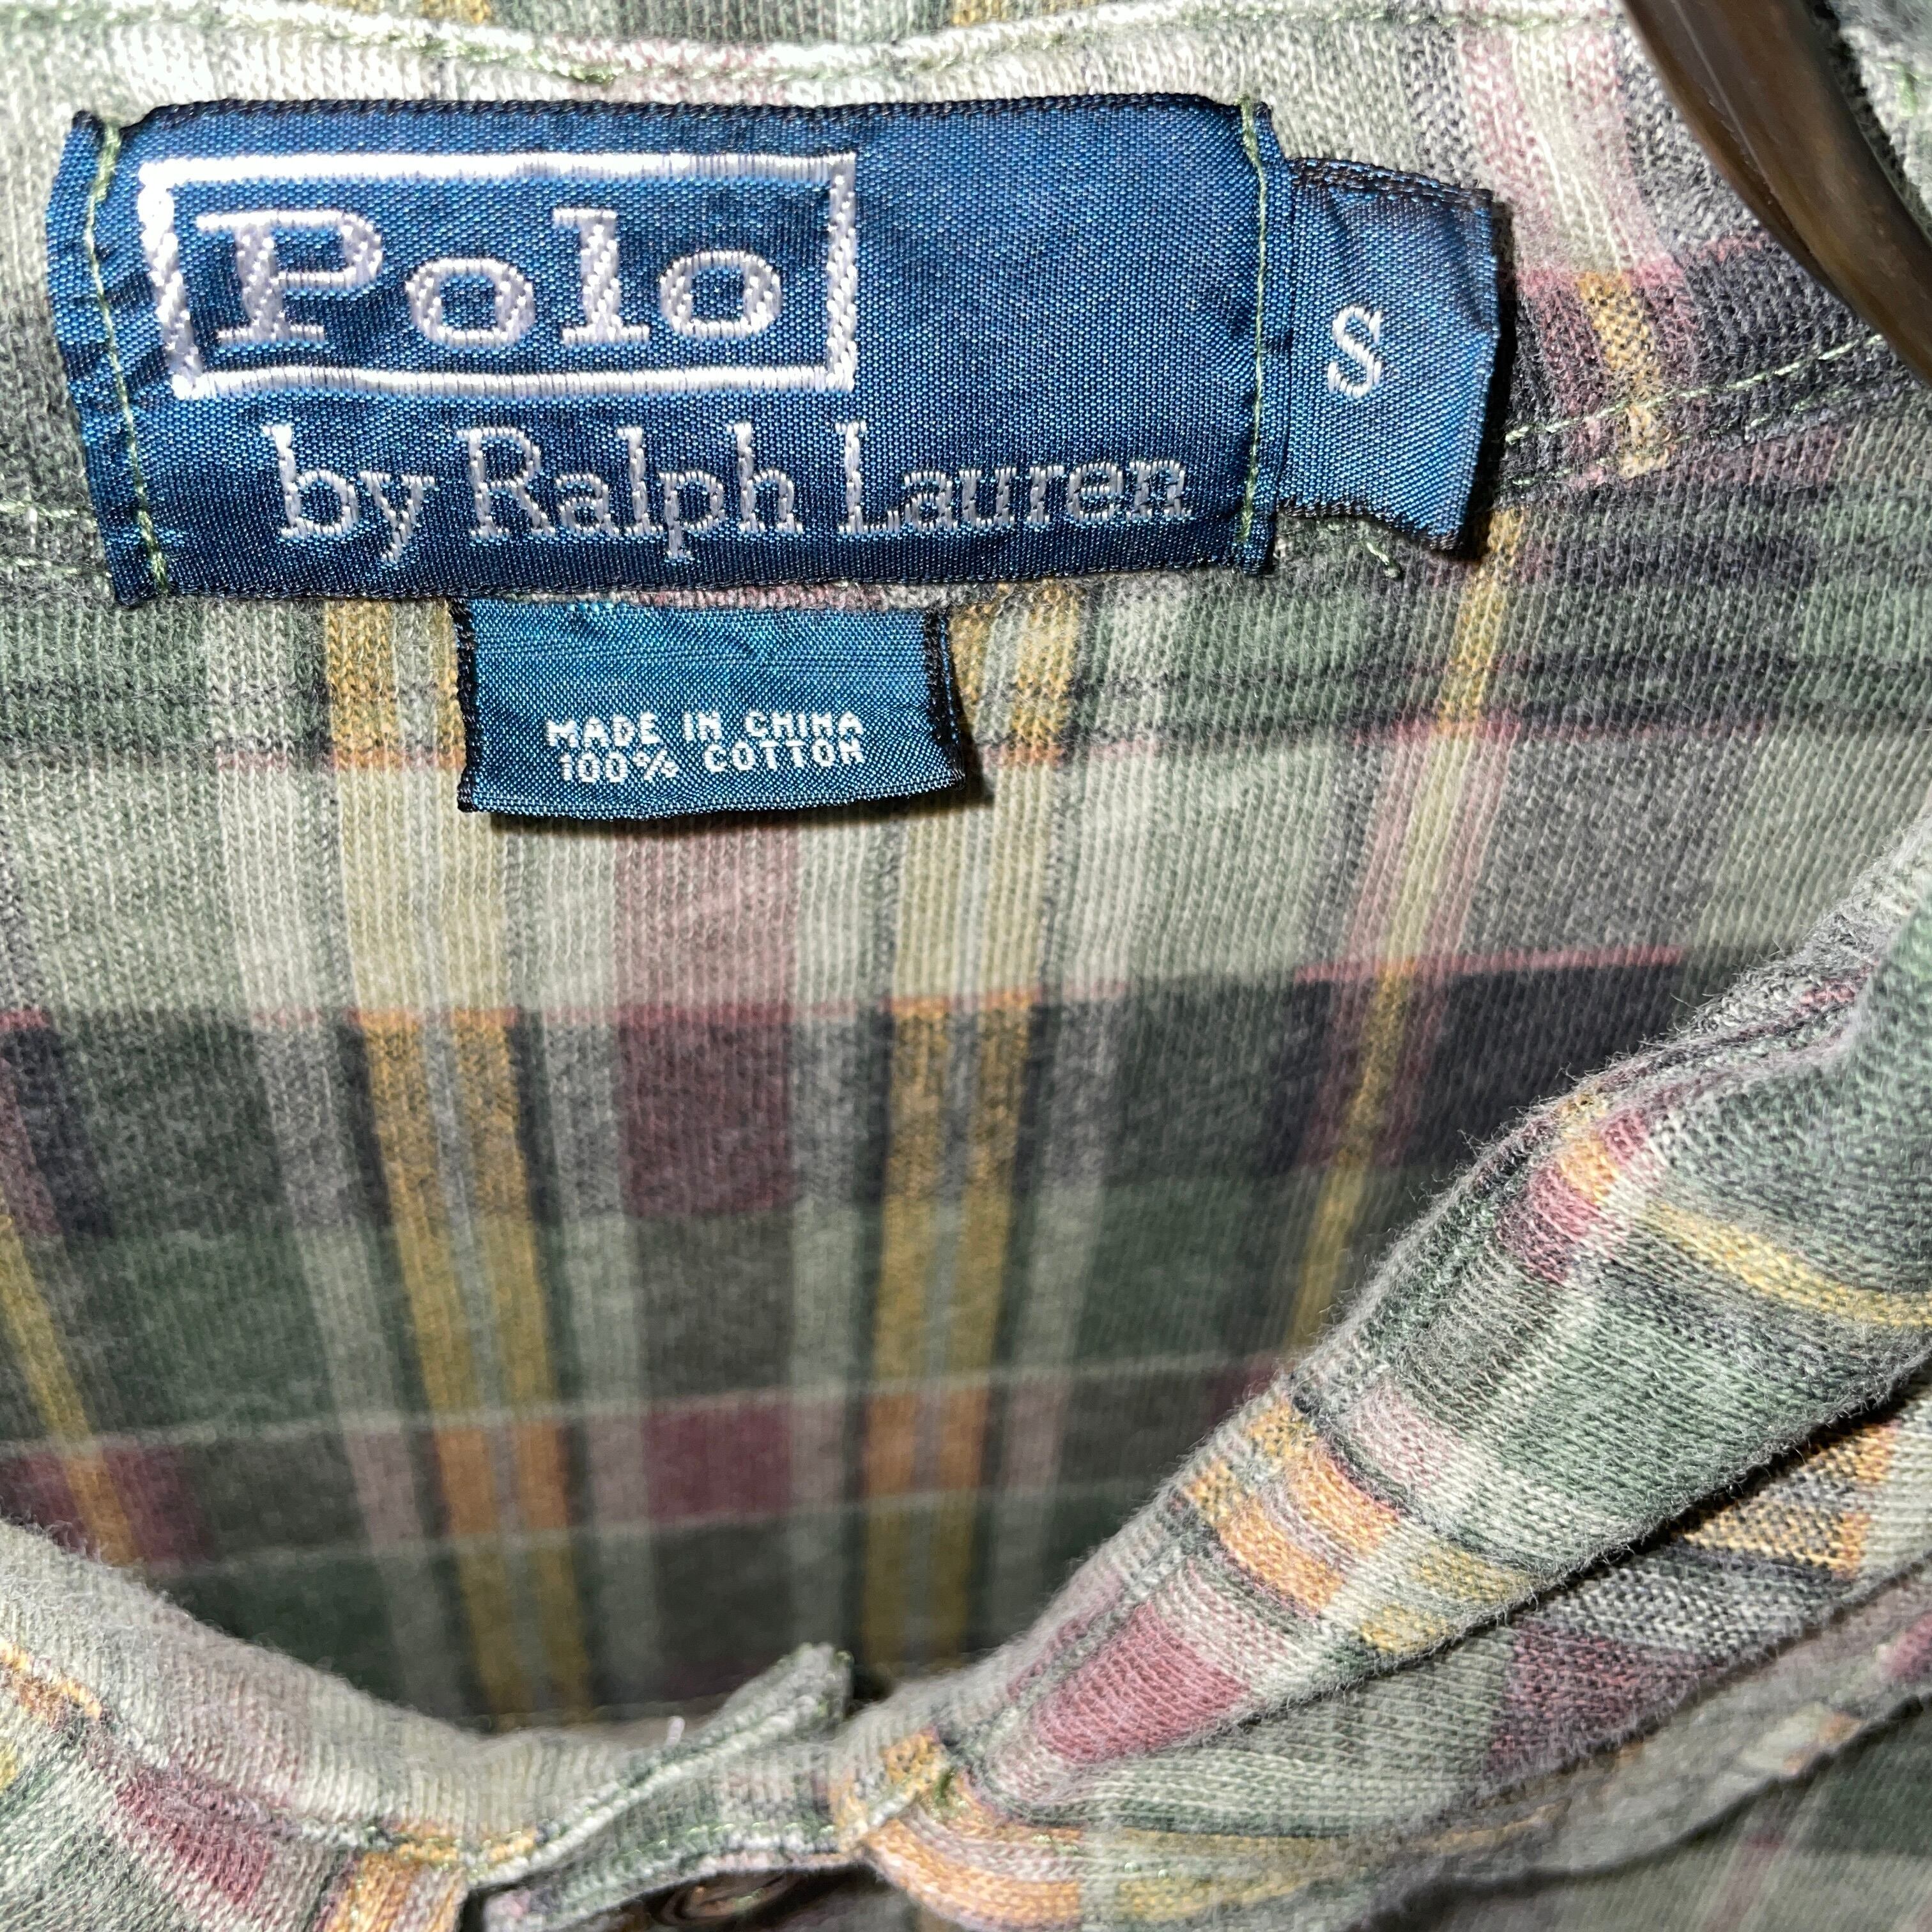 Polo
by Ralph Lauren
S
MADE IN CHINA
100% COTTON